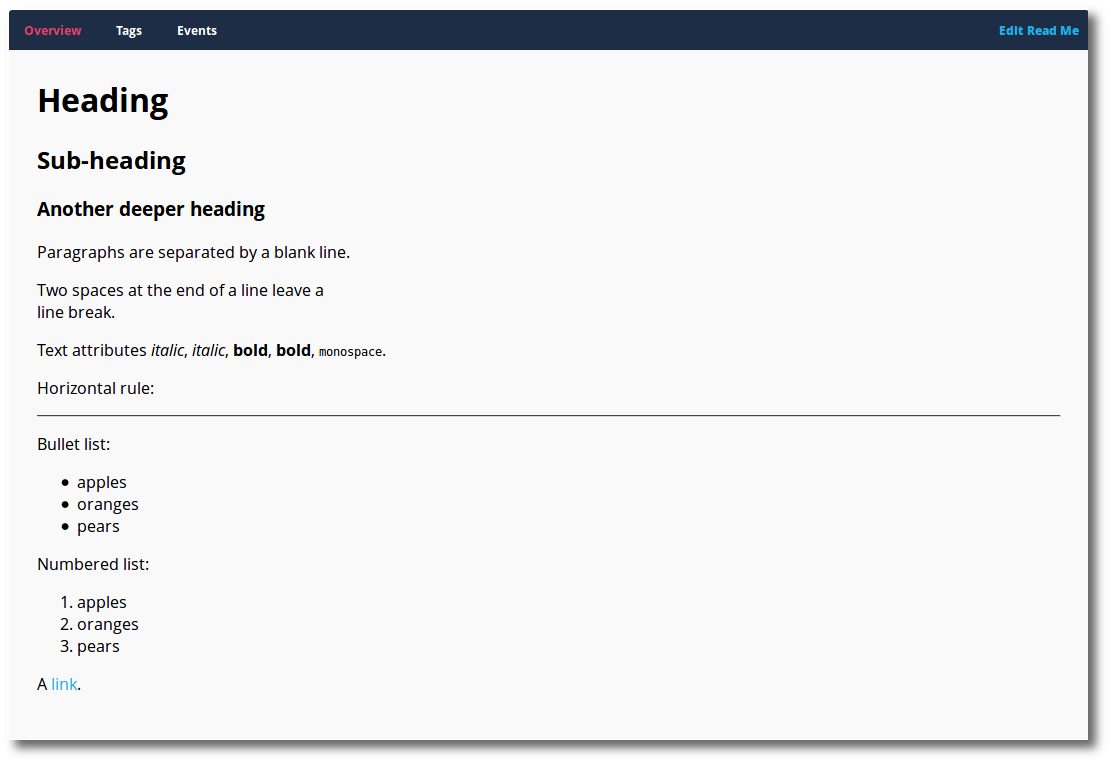 Overview Tags Events Edit Read Me
Heading
Sub-heading
Another deeper heading
Paragraphs are separated by a blank line.
Two spaces at the end of a line leave a
line break.
Text attributes italic, italic, bold, bold, monospace.
Horizontal rule:
Bullet list:
• apples
• oranges
• pears
Numbered list:
1. apples
2. oranges
3. pears
A link.